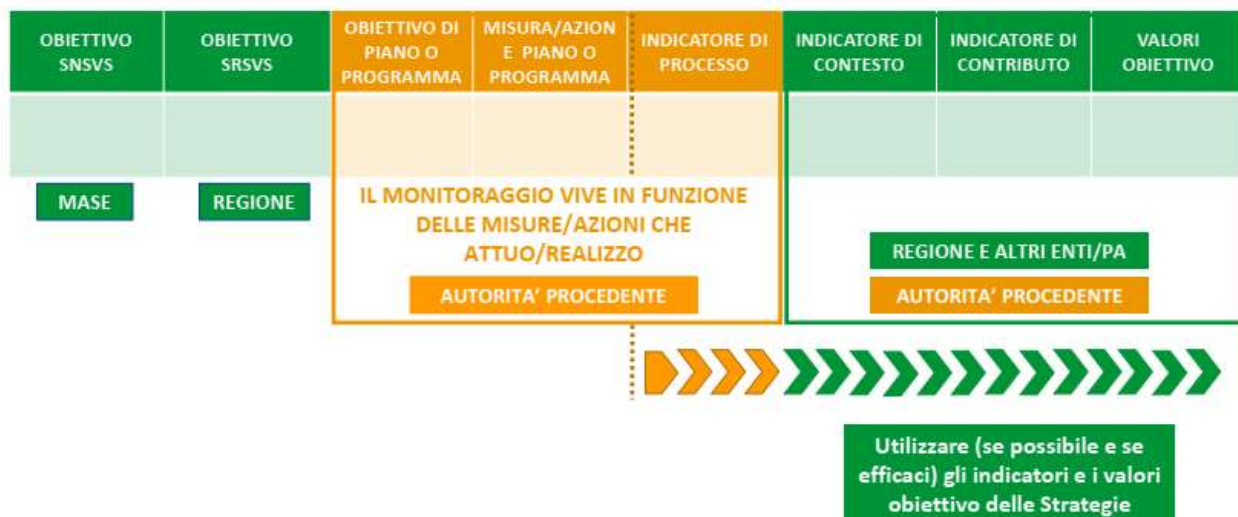 OBIETTIVO
SNSVS
OBIETTIVO
SRSVS
OBIETTIVO DI
PIANO O
PROGRAMMA
MISURA/AZION
E PIANO O
PROGRAMMA
INDICATORE DI
PROCESSO
INDICATORE DI
CONTESTO
INDICATORE DI
CONTRIBUTO
VALORI
OBIETTIVO
MASE
REGIONE
IL MONITORAGGIO VIVE IN FUNZIONE
DELLE MISURE/AZIONI CHE
ATTUO/REALIZZO
AUTORITA' PROCEDENTE
REGIONE E ALTRI ENTI/PA
AUTORITA' PROCEDENTE
Utilizzare (se possibile e se
efficaci) gli indicatori e i valori
obiettivo delle Strategie